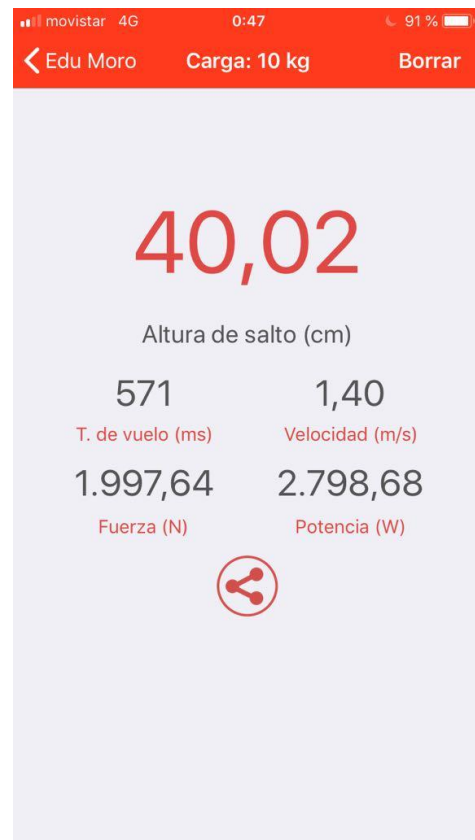 movistar 4G 0:47 91 %
Edu Moro Carga: 10 kg Borrar
40,02
Altura de salto (cm)
571 1,40
T. de vuelo (ms) Velocidad (m/s)
1.997,64 2.798,68
Fuerza (N) Potencia (W)